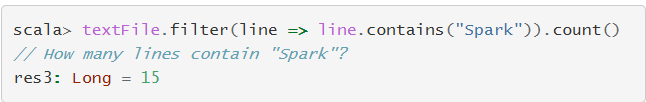 scala> textFile.filter(line => line.contains("Spark")).count()
// How many lines contain "Spark"?
res3: Long = 15